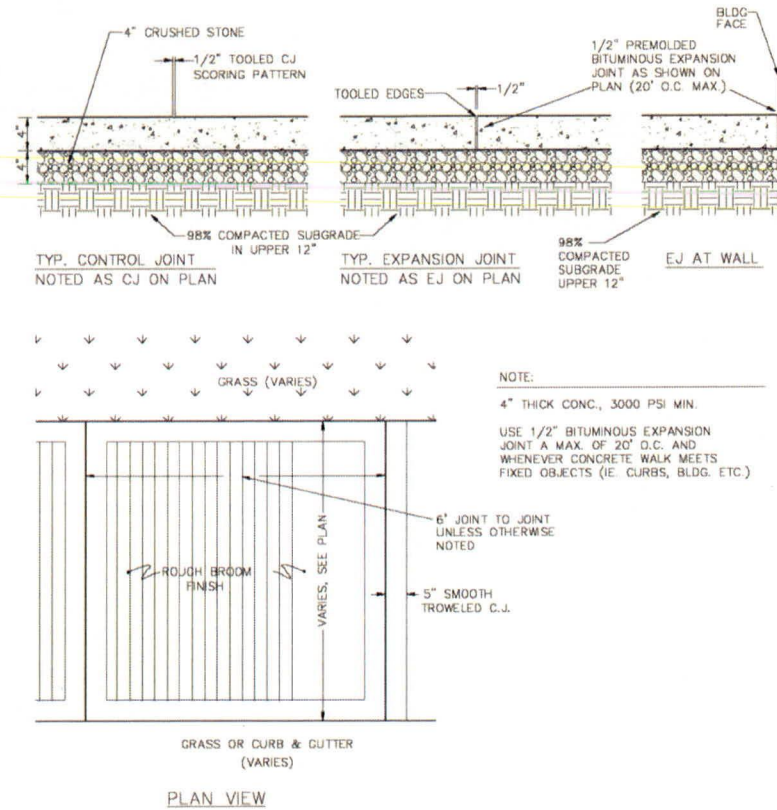 4" CRUSHED STONE
1/2" TOOLED CJ
SCORING PATTERN
TOOLED EDGES
1/2"
1/2" PREMOLDED
BITUMINOUS EXPANSION
JOINT AS SHOWN ON
PLAN (20' O.C. MAX.)
BLDG
FACE
4"
4"
98% COMPACTED SUBGRADE
IN UPPER 12"
98%
COMPACTED
SUBGRADE
UPPER 12"
TYP. CONTROL JOINT
NOTED AS CJ ON PLAN
TYP. EXPANSION JOINT
NOTED AS EJ ON PLAN
EJ AT WALL
GRASS (VARIES)
NOTE:
4" THICK CONC., 3000 PSI MIN.
USE 1/2" BITUMINOUS EXPANSION
JOINT A MAX. OF 20' O.C. AND
WHENEVER CONCRETE WALK MEETS
FIXED OBJECTS (IE. CURBS, BLDG. ETC.)
6' JOINT TO JOINT
UNLESS OTHERWISE
NOTED
ROUGH BROOM
FINISH
VARIES, SEE PLAN
5" SMOOTH
TROWELED C.J.
GRASS OR CURB & GUTTER
(VARIES)
PLAN VIEW